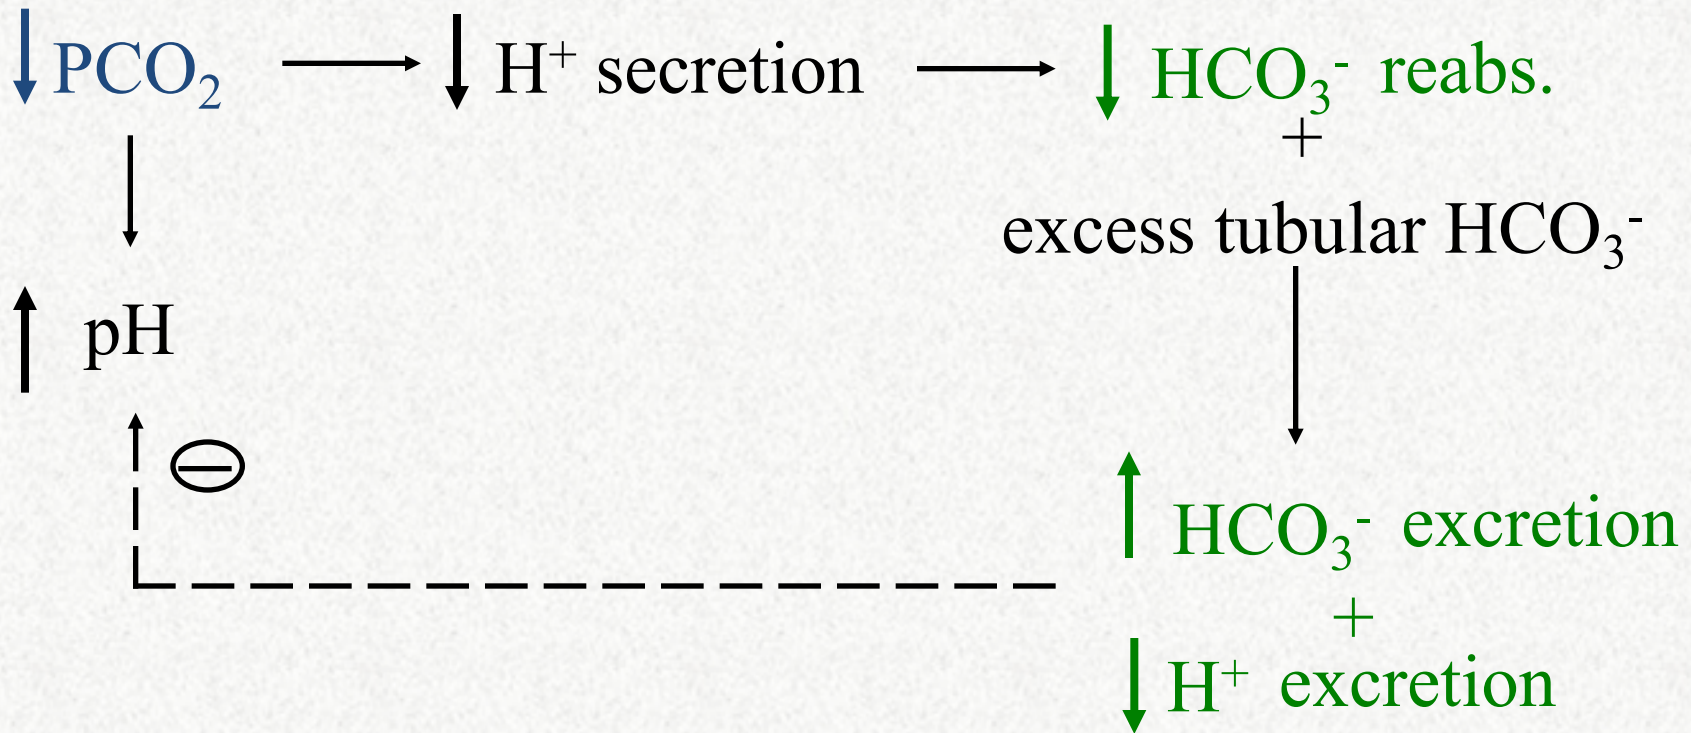 ↓ PCO₂ → ↓ H⁺ secretion → ↓ HCO₃⁻ reabs.
+
excess tubular HCO₃⁻
↑ pH
⊖
↑ HCO₃⁻ excretion
+
↓ H⁺ excretion